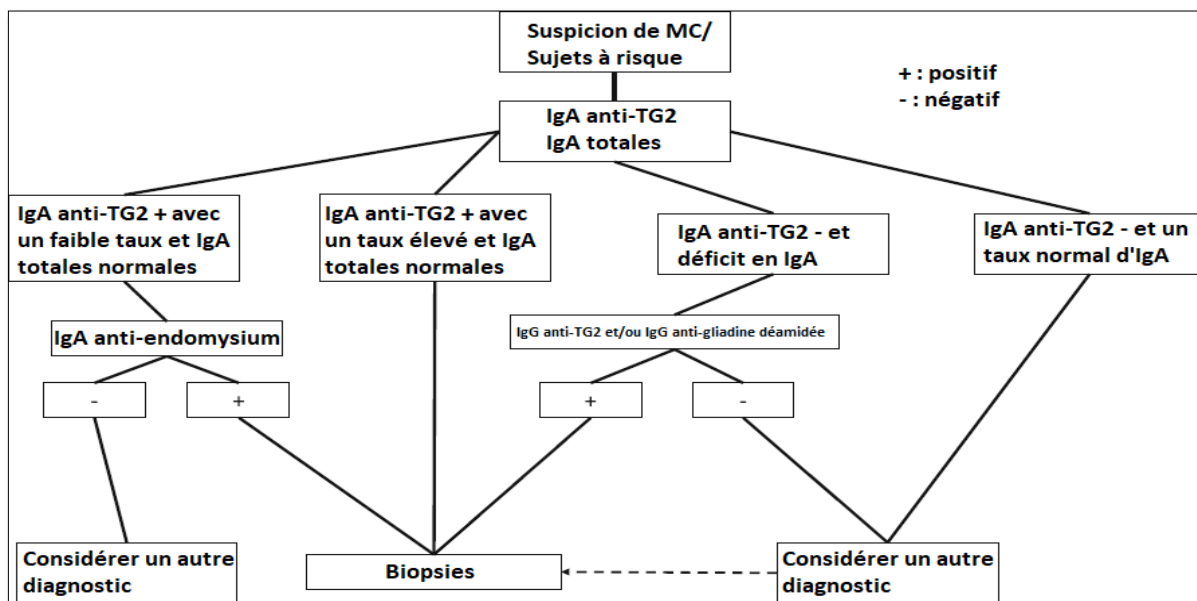 Suspicion de MC/
Sujets à risque
+ : positif
- : négatif
IgA anti-TG2
IgA totales
IgA anti-TG2 + avec
un faible taux et IgA
totales normales
IgA anti-TG2 + avec
un taux élevé et IgA
totales normales
IgA anti-TG2 - et
déficit en IgA
IgA anti-TG2 - et un
taux normal d'IgA
IgA anti-endomysium
IgG anti-TG2 et/ou IgG anti-gliadine déamidée
-
+
+
-
Considérer un autre
diagnostic
Biopsies
Considérer un autre
diagnostic